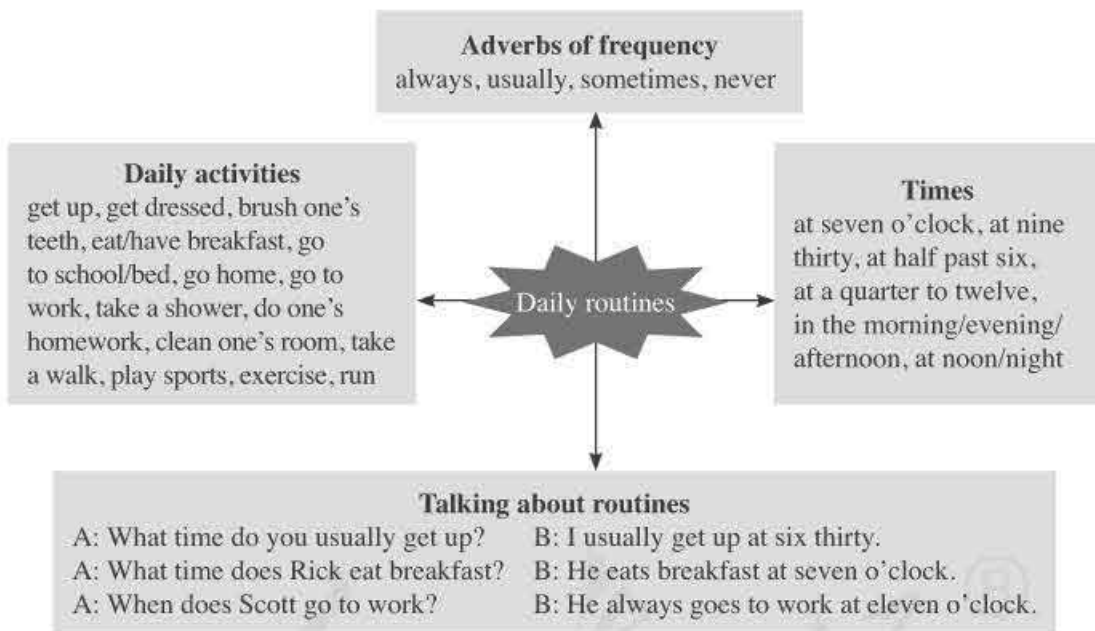 Adverbs of frequency
always, usually, sometimes, never
Daily activities
get up, get dressed, brush one’s
teeth, eat/have breakfast, go
to school/bed, go home, go to
work, take a shower, do one’s
homework, clean one’s room, take
a walk, play sports, exercise, run
Daily routines
Times
at seven o’clock, at nine
thirty, at half past six,
at a quarter to twelve,
in the morning/evening/
afternoon, at noon/night
Talking about routines
A: What time do you usually get up? B: I usually get up at six thirty.
A: What time does Rick eat breakfast? B: He eats breakfast at seven o’clock.
A: When does Scott go to work? B: He always goes to work at eleven o’clock.